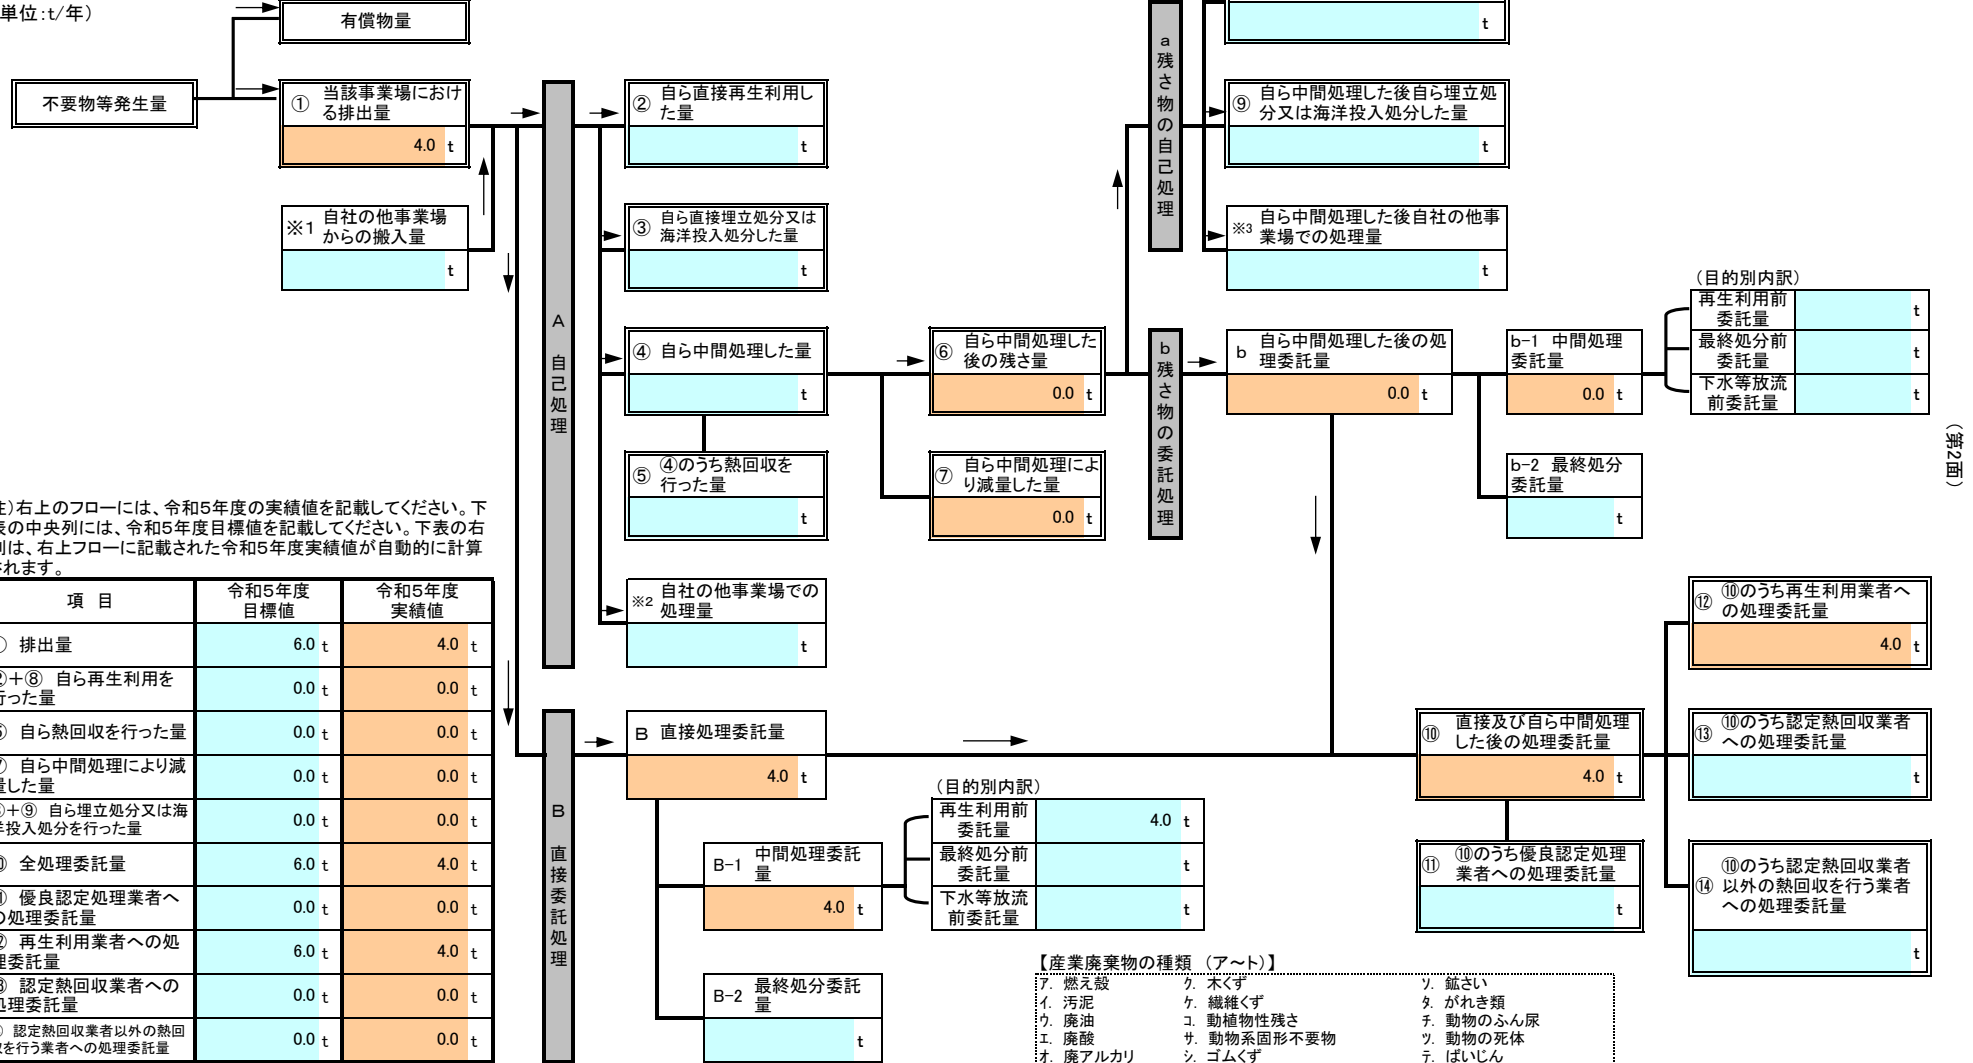 単位:t/年）
有償物量
不要物等発生量
① 当該事業場におけ
る排出量
4.0 t
※1 自社の他事業場
からの搬入量
t
A 自己処理
② 自ら直接再生利用し
た量
t
③ 自ら直接埋立処分又は
海洋投入処分した量
t
④ 自ら中間処理した量
t
⑤ ④のうち熱回収を
行った量
t
※2 自社の他事業場での
処理量
t
⑥ 自ら中間処理した
後の残さ量
0.0 t
⑦ 自ら中間処理によ
り減量した量
0.0 t
a 残さ物の自己処理
t
⑨ 自ら中間処理した後自ら埋立処
分又は海洋投入処分した量
t
※3 自ら中間処理した後自社の他事
業場での処理量
t
b 残さ物の委託処理
b 自ら中間処理した後の処
理委託量
0.0 t
b-1 中間処理
委託量
0.0 t
b-2 最終処分
委託量
t
（目的別内訳）
再生利用前
委託量 t
最終処分前
委託量 t
下水等放流
前委託量 t
（第2面）
)右上のフローには、令和5年度の実績値を記載してください。下
表の中央列には、令和5年度目標値を記載してください。下表の右
列は、右上フローに記載された令和5年度実績値が自動的に計算
されます。
項 目 令和5年度 目標値 令和5年度 実績値
排出量 6.0 t 4.0 t
②+⑧ 自ら再生利用を
行った量 0.0 t 0.0 t
自ら熱回収を行った量 0.0 t 0.0 t
自ら中間処理により減
量した量 0.0 t 0.0 t
+⑨ 自ら埋立処分又は海
洋投入処分を行った量 0.0 t 0.0 t
全処理委託量 6.0 t 4.0 t
優良認定処理業者へ
の処理委託量 0.0 t 0.0 t
再生利用業者への処
理委託量 6.0 t 4.0 t
認定熱回収業者への
処理委託量 0.0 t 0.0 t
認定熱回収業者以外の熱回
収を行う業者への処理委託量 0.0 t 0.0 t
B 直接委託処理
B 直接処理委託量
4.0 t
B-1 中間処理委託
量
4.0 t
B-2 最終処分委託
量
t
（目的別内訳）
再生利用前
委託量 4.0 t
最終処分前
委託量 t
下水等放流
前委託量 t
⑩ 直接及び自ら中間処理
した後の処理委託量
4.0 t
⑪ ⑩のうち優良認定処理
業者への処理委託量
t
⑫ ⑩のうち再生利用業者へ
の処理委託量
4.0 t
⑬ ⑩のうち認定熱回収業者
への処理委託量
t
⑭ ⑩のうち認定熱回収業者
以外の熱回収を行う業者
への処理委託量
t
【産業廃棄物の種類 （ア～ト）】
ア. 燃え殻 ク. 木くず ソ. 鉱さい
イ. 汚泥 ケ. 繊維くず タ. がれき類
ウ. 廃油 コ. 動植物性残さ チ. 動物のふん尿
エ. 廃酸 サ. 動物系固形不要物 ツ. 動物の死体
オ. 廃アルカリ シ. ゴムくず テ. ばいじん